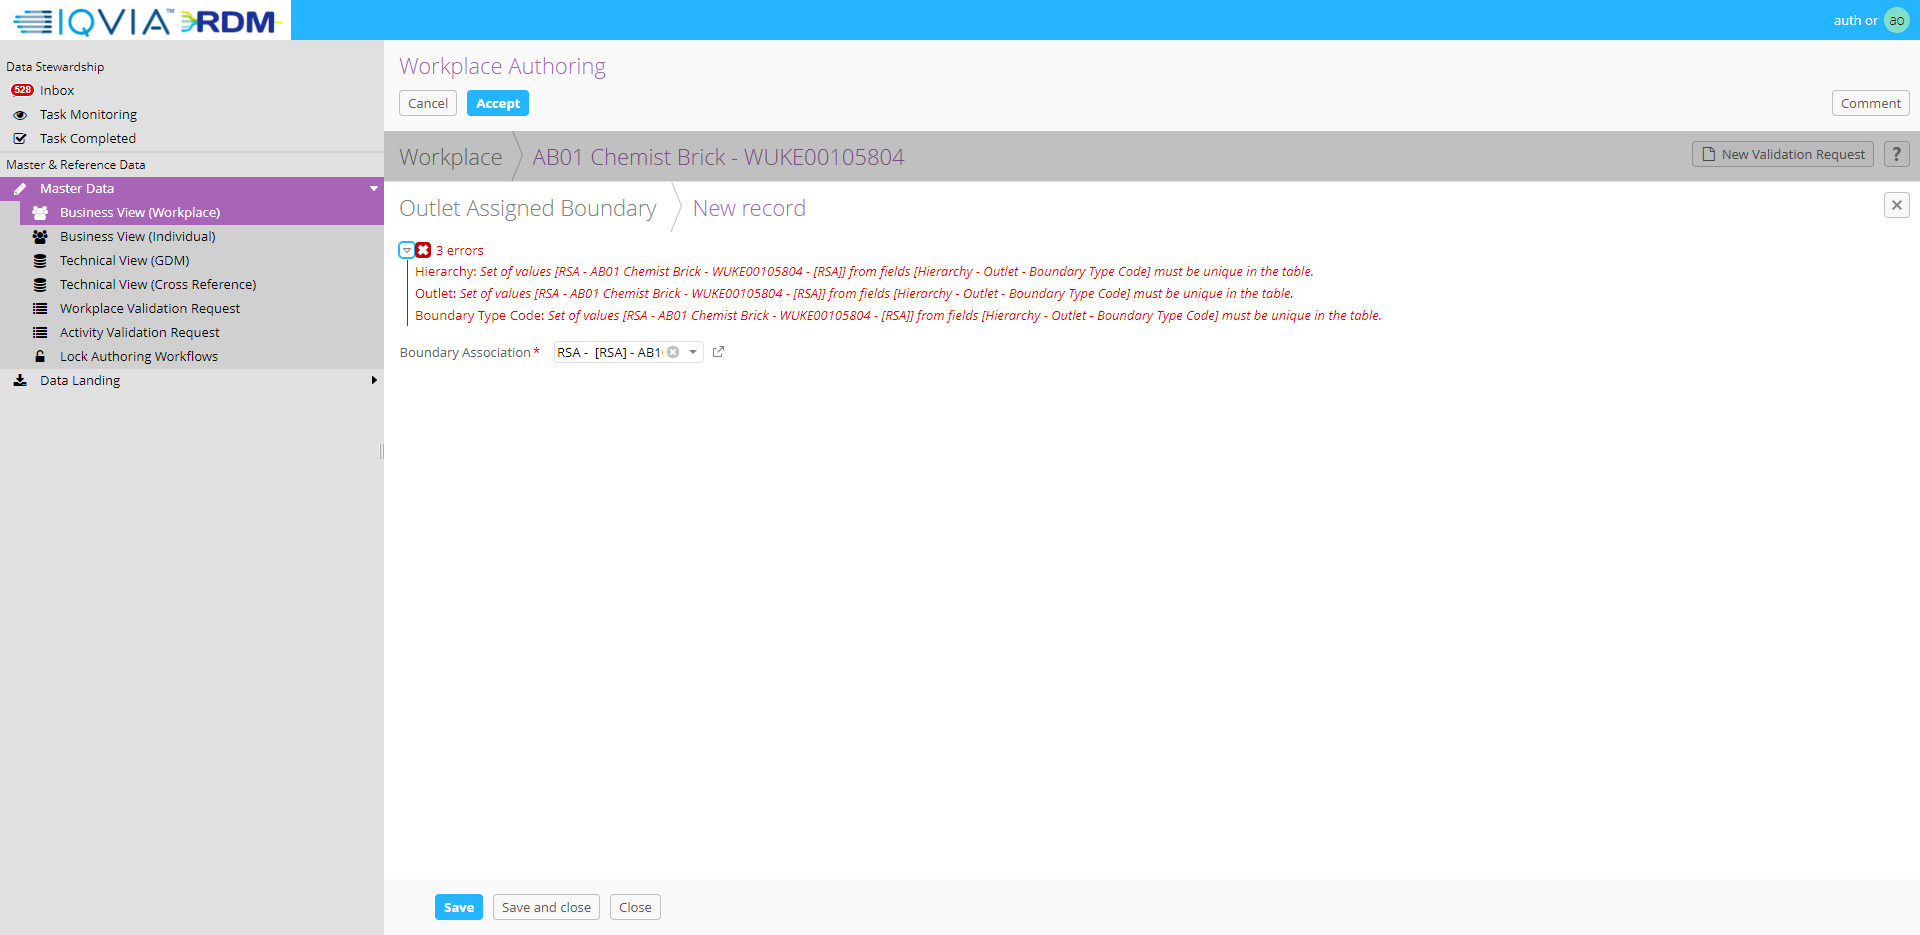 IQVIA™ RDM
auth or ao
Data Stewardship
528 Inbox
Task Monitoring
Task Completed
Master & Reference Data
Master Data
Business View (Workplace)
Business View (Individual)
Technical View (GDM)
Technical View (Cross Reference)
Workplace Validation Request
Activity Validation Request
Lock Authoring Workflows
Data Landing
Workplace Authoring
Cancel Accept Comment
Workplace AB01 Chemist Brick - WUKE00105804 New Validation Request ?
Outlet Assigned Boundary New record
3 errors
Hierarchy: Set of values [RSA - AB01 Chemist Brick - WUKE00105804 - [RSA]] from fields [Hierarchy - Outlet - Boundary Type Code] must be unique in the table.
Outlet: Set of values [RSA - AB01 Chemist Brick - WUKE00105804 - [RSA]] from fields [Hierarchy - Outlet - Boundary Type Code] must be unique in the table.
Boundary Type Code: Set of values [RSA - AB01 Chemist Brick - WUKE00105804 - [RSA]] from fields [Hierarchy - Outlet - Boundary Type Code] must be unique in the table.
Boundary Association* RSA - [RSA] - AB1
Save Save and close Close